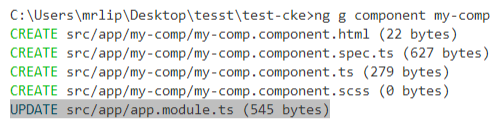 C:\Users\mrlip\Desktop\tesst\test-cke>ng g component my-comp
CREATE src/app/my-comp/my-comp.component.html (22 bytes)
CREATE src/app/my-comp/my-comp.component.spec.ts (627 bytes)
CREATE src/app/my-comp/my-comp.component.ts (279 bytes)
CREATE src/app/my-comp/my-comp.component.scss (0 bytes)
UPDATE src/app/app.module.ts (545 bytes)